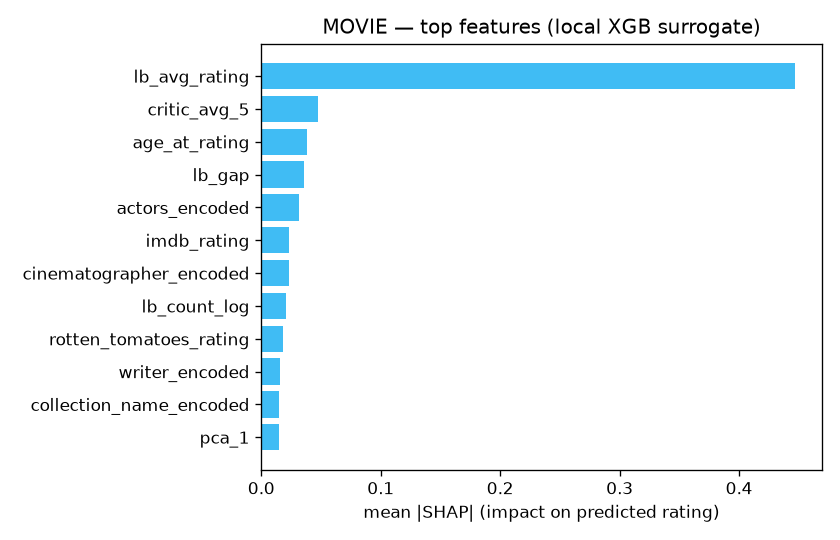 MOVIE — top features (local XGB surrogate)
lb_avg_rating
critic_avg_5
age_at_rating
lb_gap
actors_encoded
imdb_rating
cinematographer_encoded
lb_count_log
rotten_tomatoes_rating
writer_encoded
collection_name_encoded
pca_1
0.0 0.1 0.2 0.3 0.4
mean |SHAP| (impact on predicted rating)